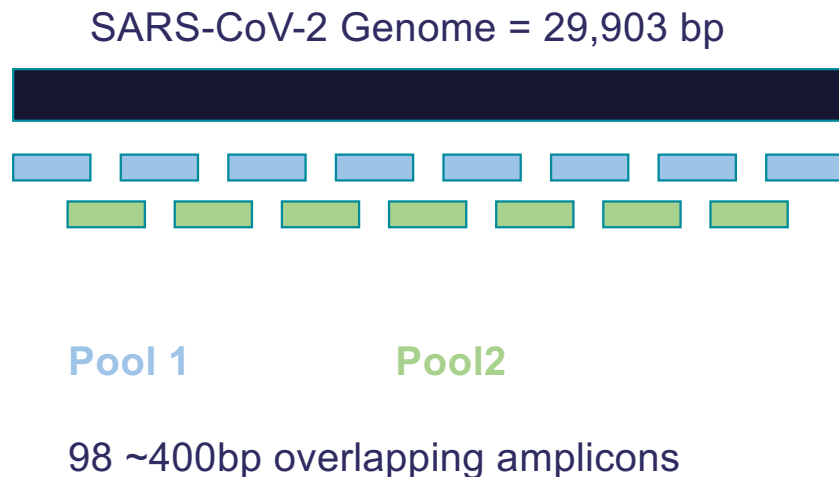 SARS-CoV-2 Genome = 29,903 bp
Pool 1 Pool2
98 ~400bp overlapping amplicons